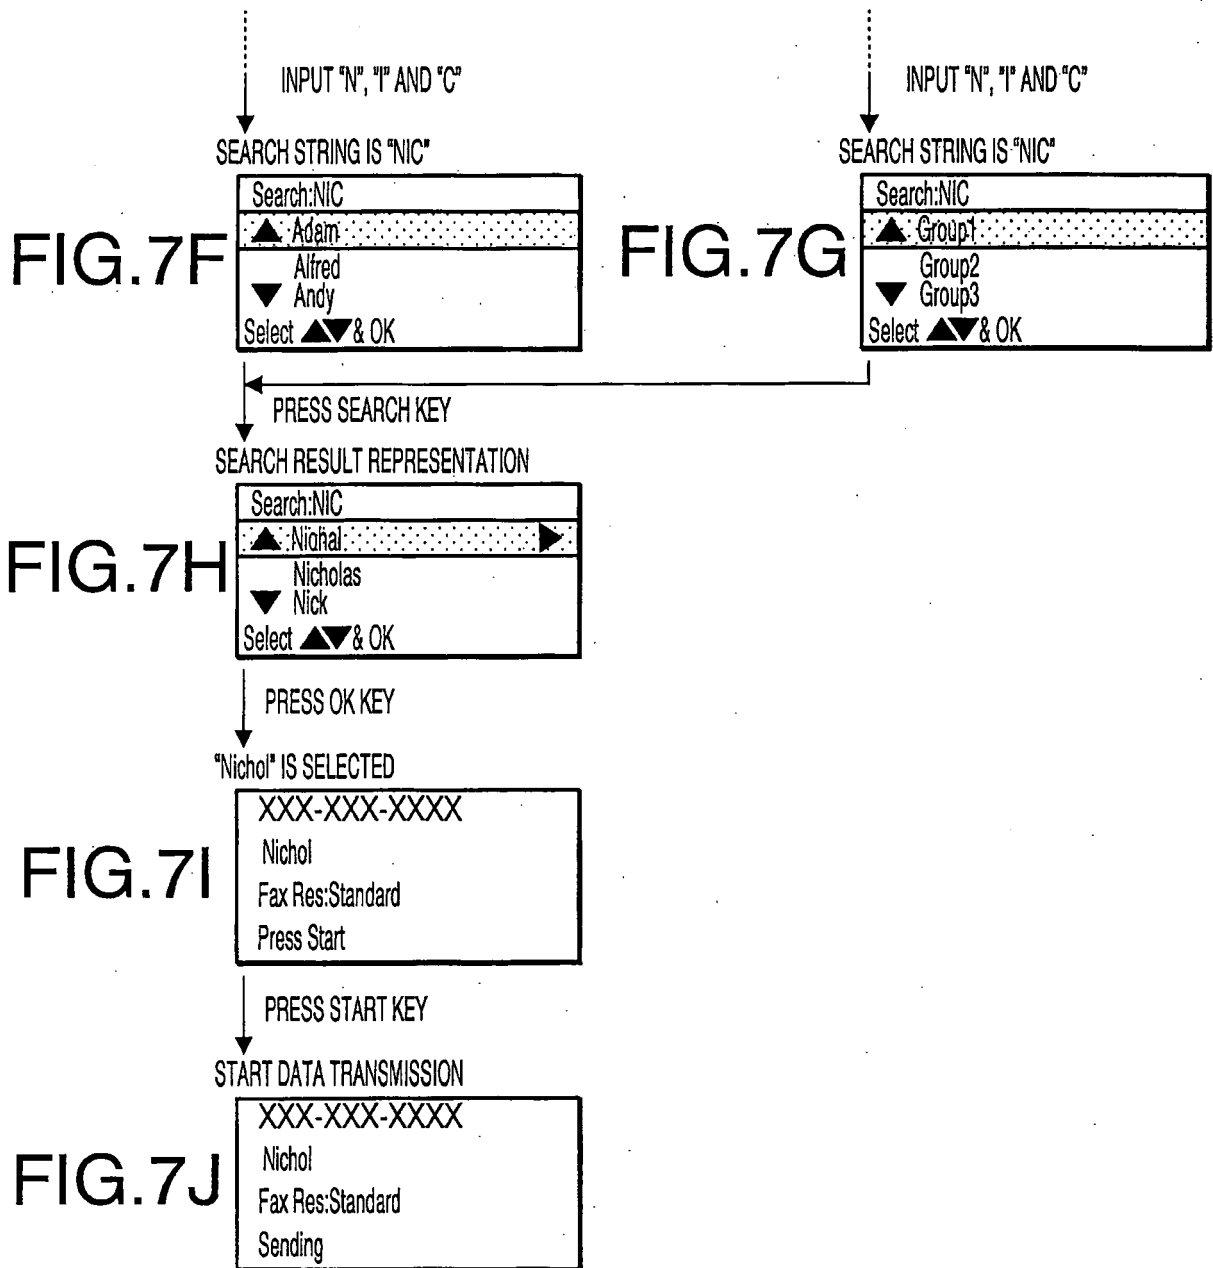 INPUT "N", "I" AND "C"
SEARCH STRING IS "NIC"
FIG.7F
Search:NIC
▲ Adam
Alfred
▼ Andy
Select ▲▼& OK
INPUT "N", "I" AND "C"
SEARCH STRING IS "NIC"
FIG.7G
Search:NIC
▲ Group1
Group2
▼ Group3
Select ▲▼& OK
PRESS SEARCH KEY
SEARCH RESULT REPRESENTATION
FIG.7H
Search:NIC
▲ Nichal ▶
Nicholas
▼ Nick
Select ▲▼& OK
PRESS OK KEY
"Nichol" IS SELECTED
FIG.7I
XXX-XXX-XXXX
Nichol
Fax Res:Standard
Press Start
PRESS START KEY
START DATA TRANSMISSION
FIG.7J
XXX-XXX-XXXX
Nichol
Fax Res:Standard
Sending